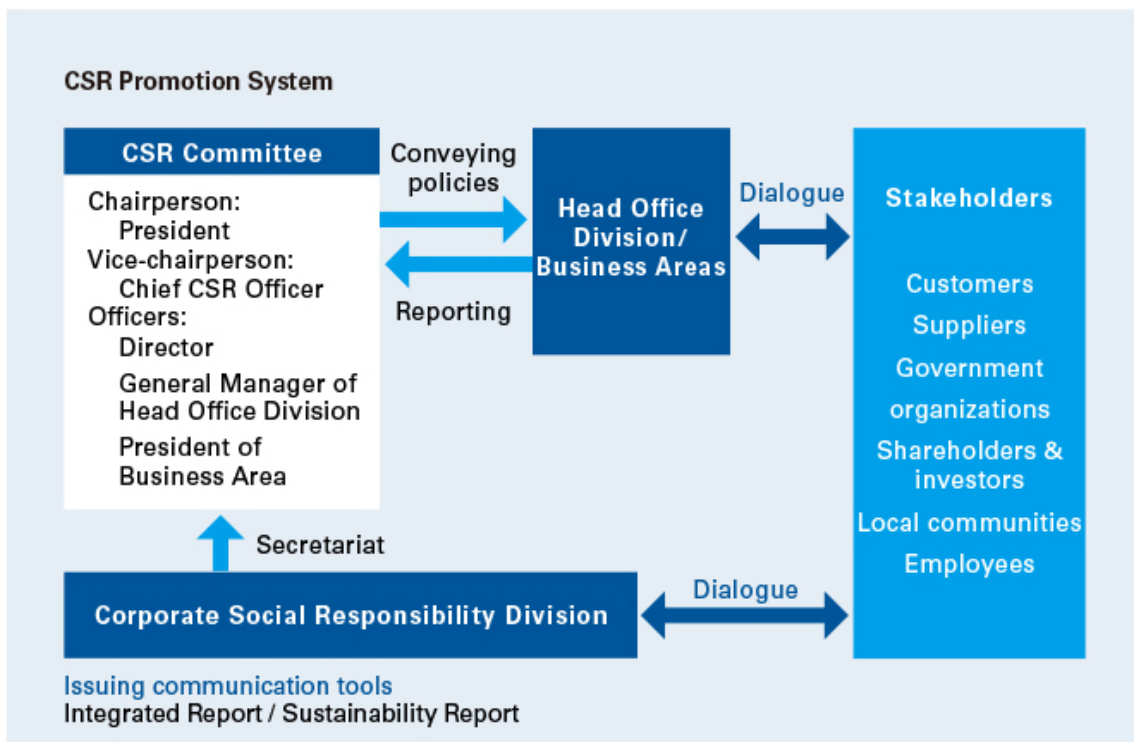 CSR Promotion System
CSR Committee
Chairperson:
President
Vice-chairperson:
Chief CSR Officer
Officers:
Director
General Manager of
Head Office Division
President of
Business Area
Conveying
policies
Reporting
Head Office
Division/
Business Areas
Dialogue
Stakeholders
Customers
Suppliers
Government
organizations
Shareholders &
investors
Local communities
Employees
Secretariat
Corporate Social Responsibility Division
Dialogue
Issuing communication tools
Integrated Report / Sustainability Report